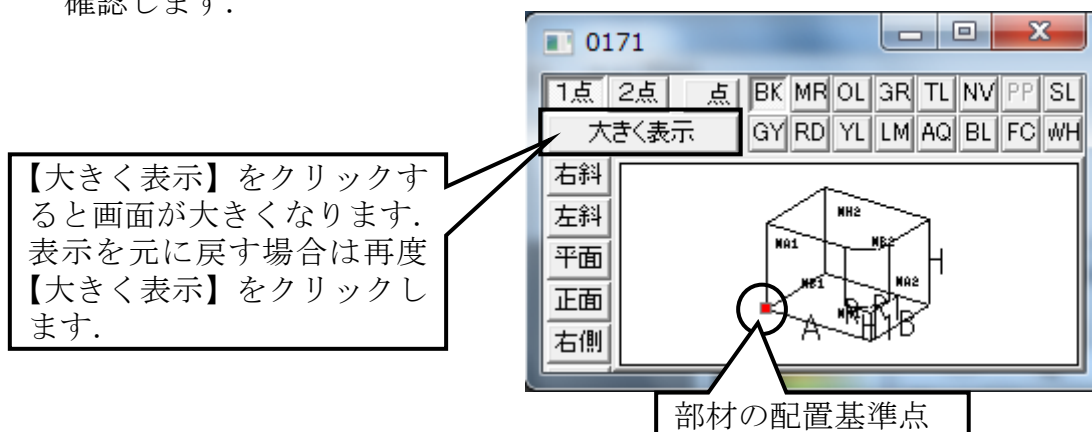 確認します.
0171
1点 2点 点 BK MR OL GR TL NV PP SL
大きく表示 GY RD YL LM AQ BL FC WH
【大きく表示】をクリックす
ると画面が大きくなります.
表示を元に戻す場合は再度
【大きく表示】をクリックし
ます.
右斜
左斜
平面
正面
右側
MH2
MA1
MB2
MB1
MA2
H
A
B
部材の配置基準点